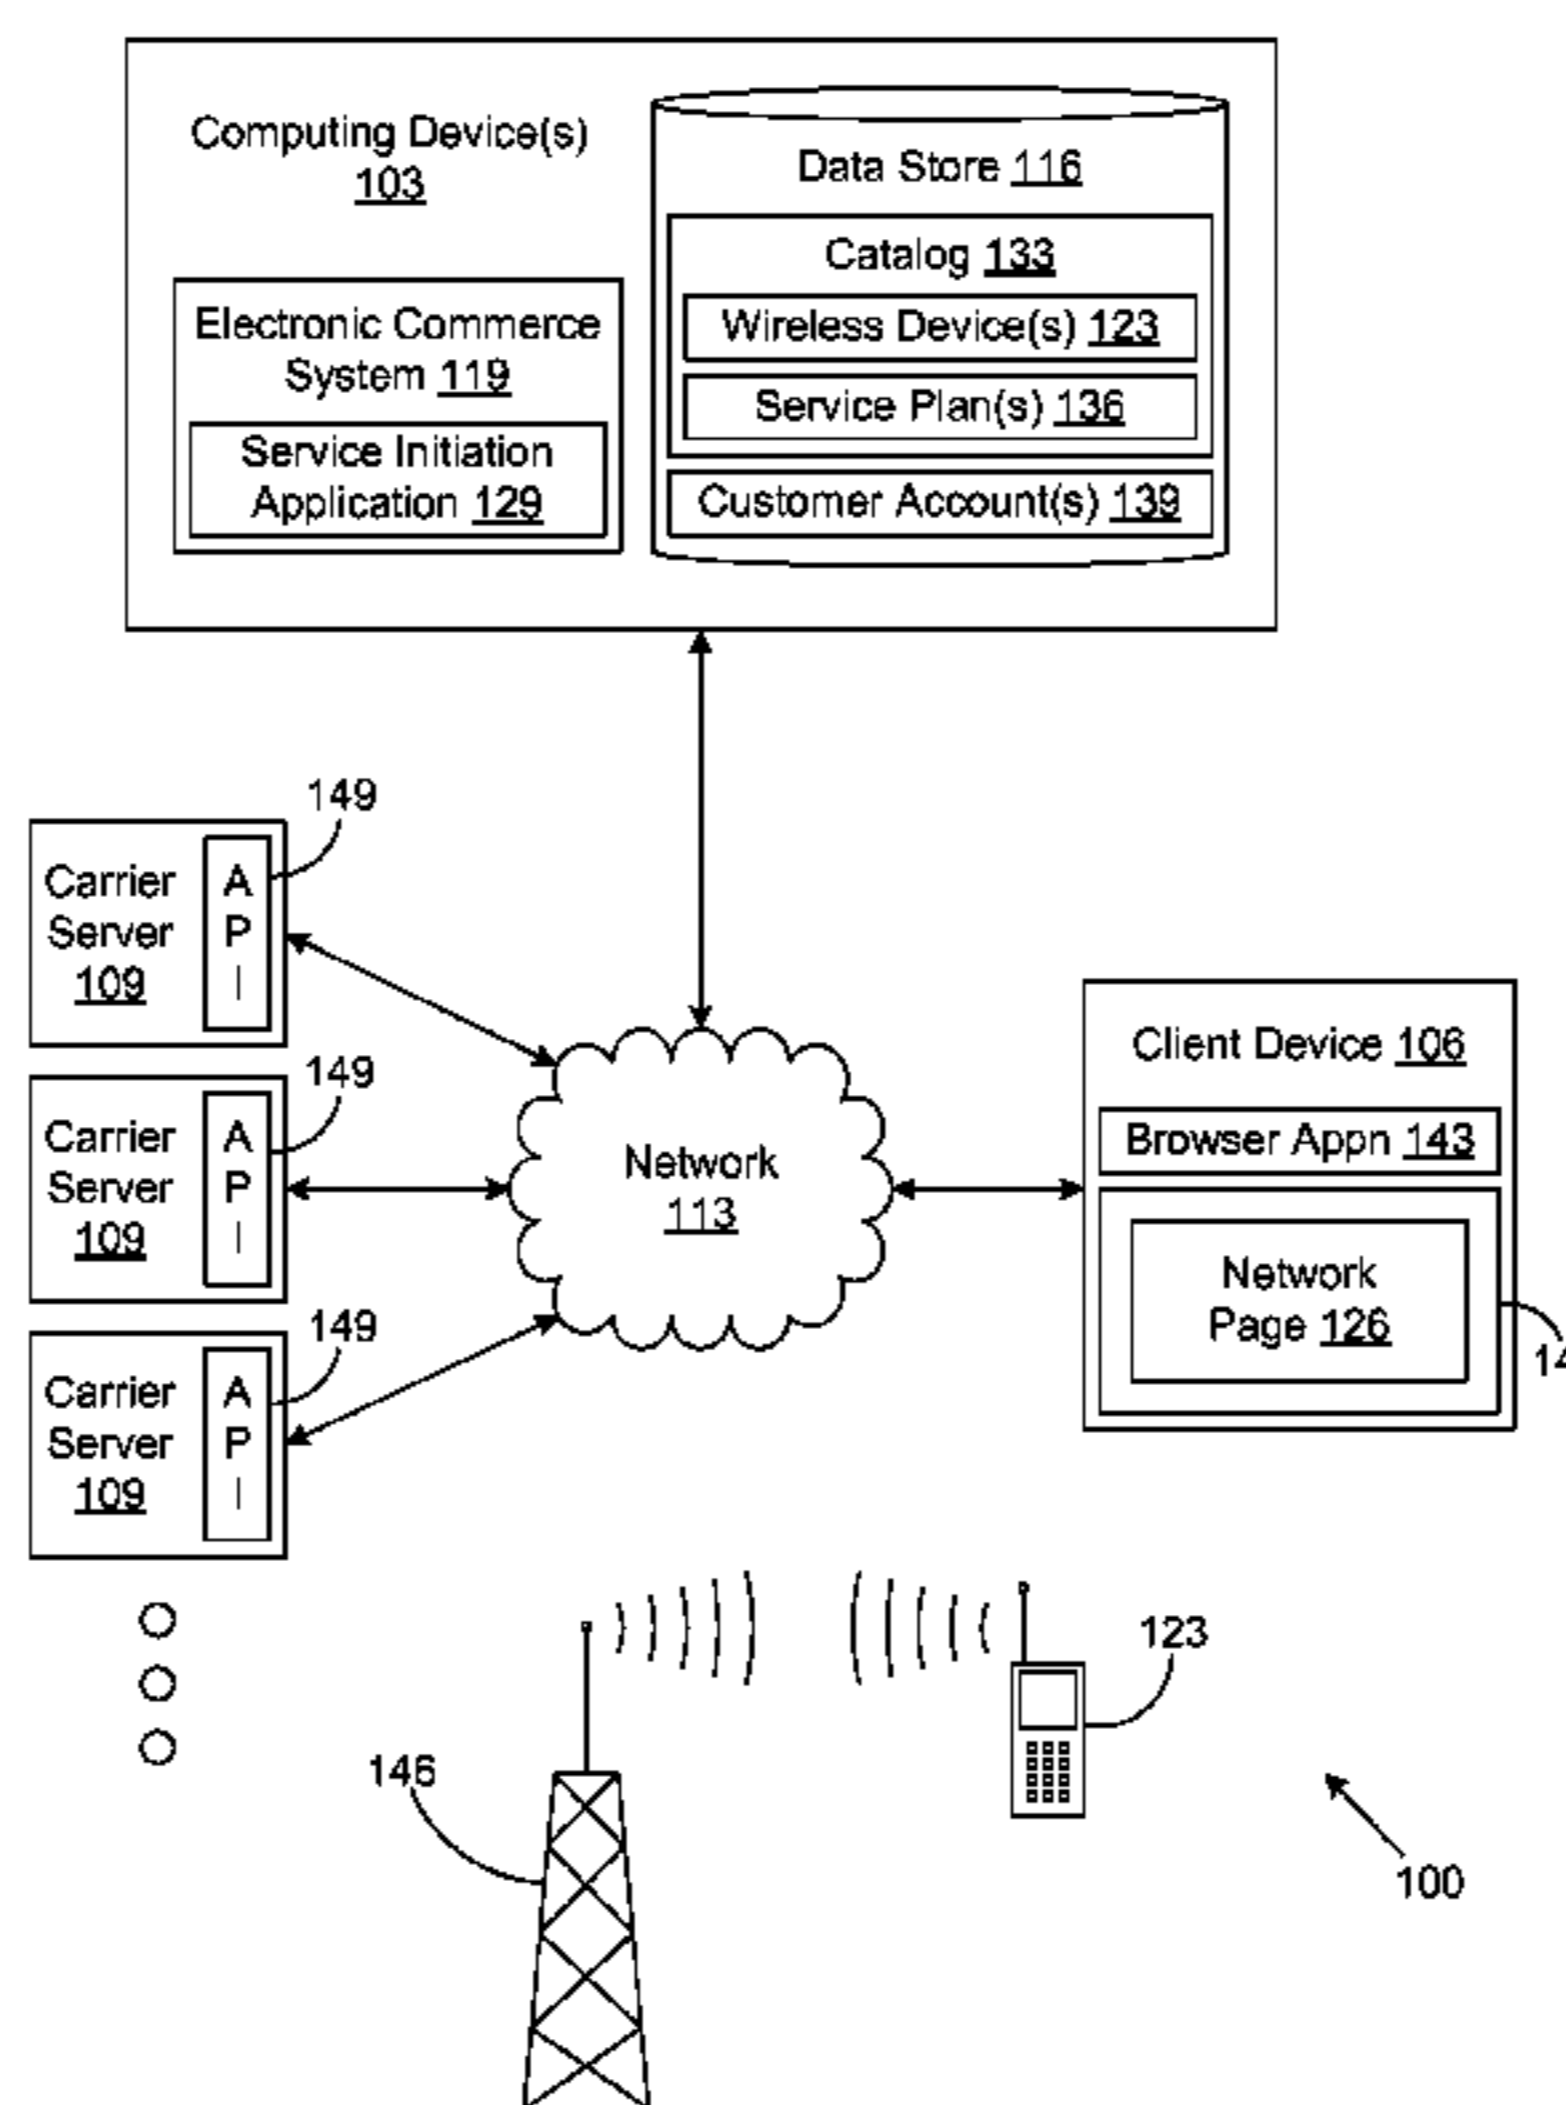 Computing Device(s)
103
Data Store 116
Catalog 133
Wireless Device(s) 123
Service Plan(s) 136
Customer Account(s) 139
Electronic Commerce
System 119
Service Initiation
Application 129
149
Carrier
Server
109
A
P
I
149
Carrier
Server
109
A
P
I
149
Carrier
Server
109
A
P
I
Network
113
Client Device 106
Browser Appn 143
Network
Page 126
123
146
100